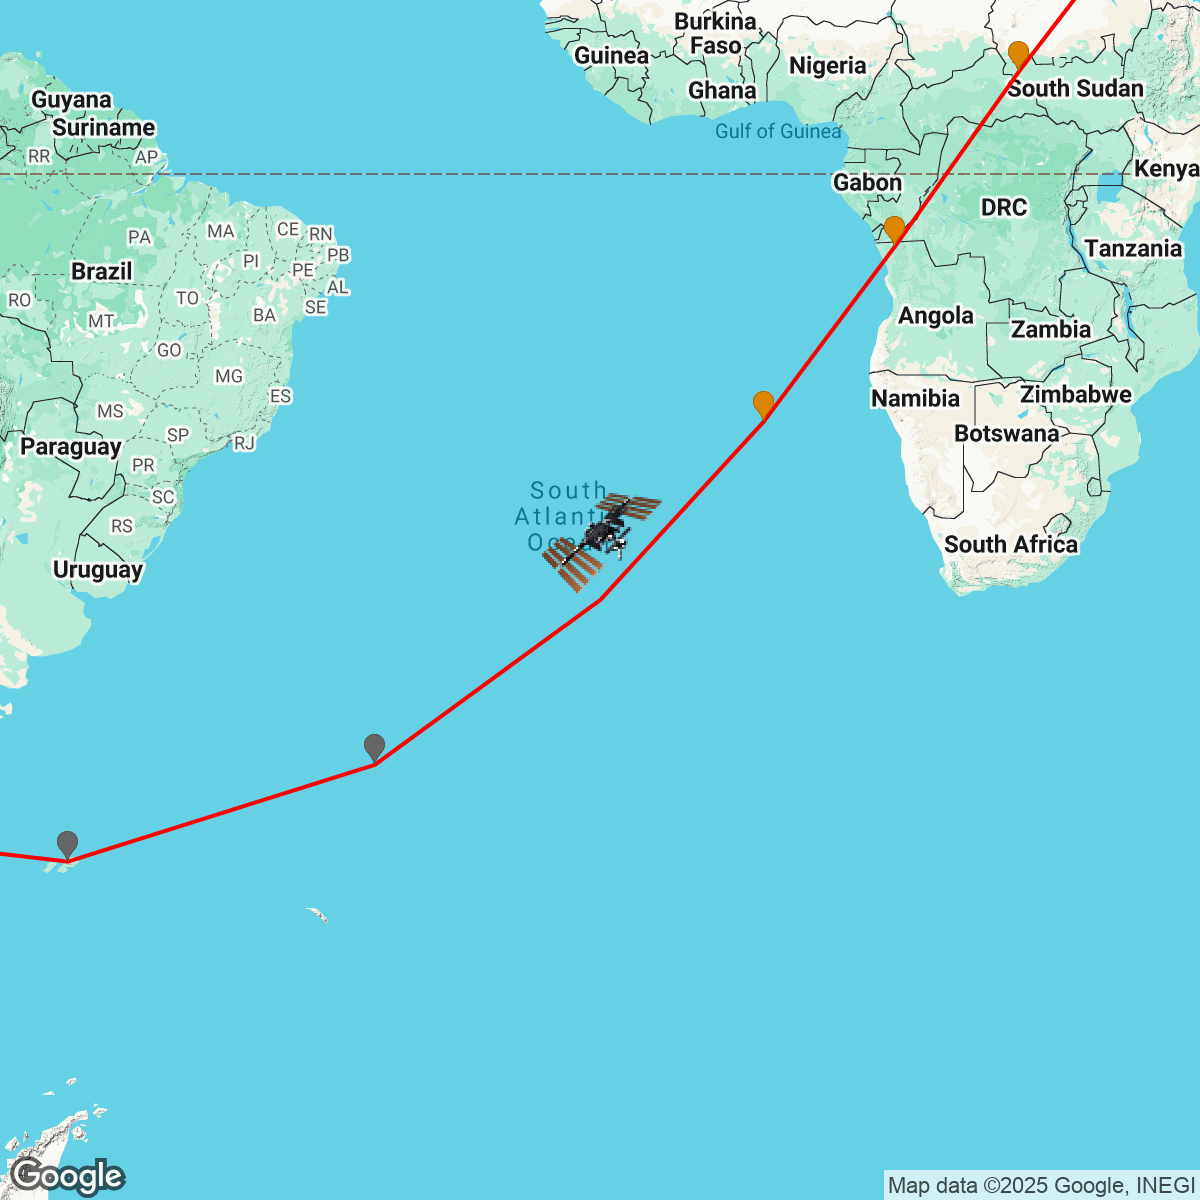 Burkina
Faso
Guinea
Nigeria
Ghana
South Sudan
Guyana
Suriname
Gulf of Guinea
RR
AP
Kenya
Gabon
DRC
PA
MA
CE
RN
PI
PB
PE
Tanzania
Brazil
AL
RO
TO
SE
MT
BA
Angola
Zambia
GO
MG
ES
Namibia
Zimbabwe
MS
SP
RJ
Botswana
Paraguay
PR
SC
South
Atlantic
Ocean
RS
South Africa
Uruguay
Google
Map data ©2025 Google, INEGI